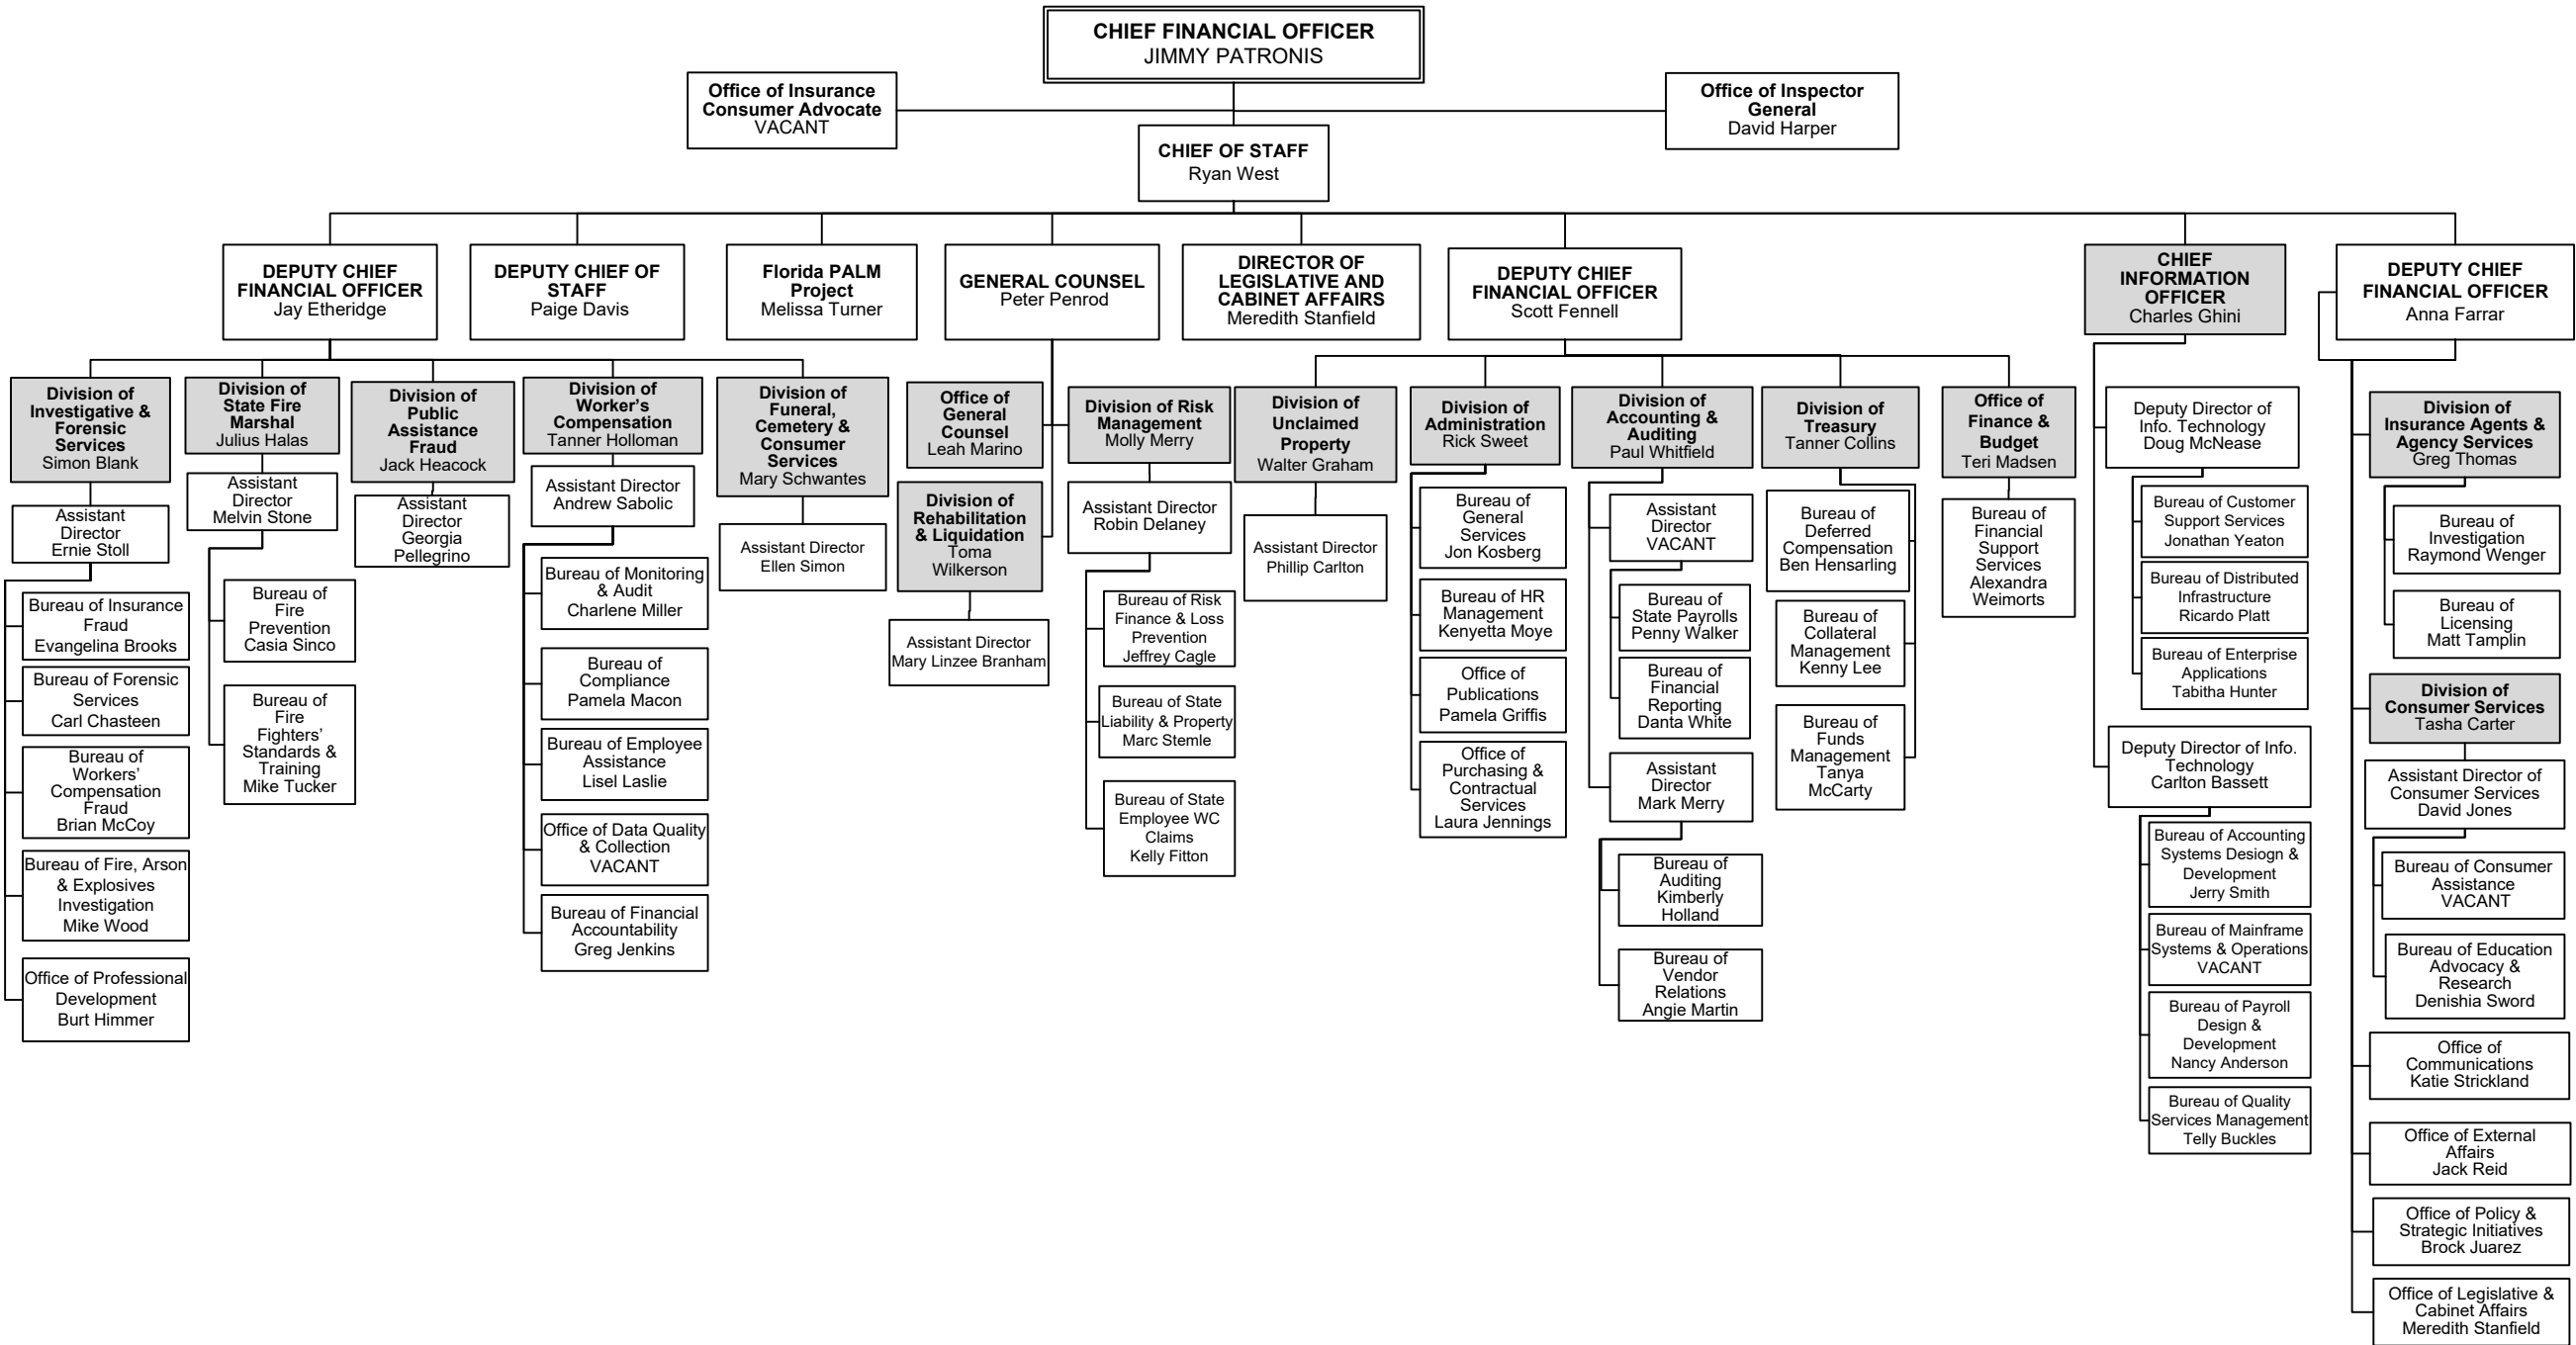 CHIEF FINANCIAL OFFICER
JIMMY PATRONIS
Office of Insurance
Consumer Advocate
VACANT
Office of Inspector
General
David Harper
CHIEF OF STAFF
Ryan West
DEPUTY CHIEF
FINANCIAL OFFICER
Jay Etheridge
DEPUTY CHIEF OF
STAFF
Paige Davis
Florida PALM
Project
Melissa Turner
GENERAL COUNSEL
Peter Penrod
DIRECTOR OF
LEGISLATIVE AND
CABINET AFFAIRS
Meredith Stanfield
DEPUTY CHIEF
FINANCIAL OFFICER
Scott Fennell
CHIEF
INFORMATION
OFFICER
Charles Ghini
DEPUTY CHIEF
FINANCIAL OFFICER
Anna Farrar
Division of
Investigative &
Forensic
Services
Simon Blank
Assistant
Director
Ernie Stoll
Bureau of Insurance
Fraud
Evangelina Brooks
Bureau of Forensic
Services
Carl Chasteen
Bureau of
Workers’
Compensation
Fraud
Brian McCoy
Bureau of Fire, Arson
& Explosives
Investigation
Mike Wood
Office of Professional
Development
Burt Himmer
Division of
State Fire
Marshal
Julius Halas
Assistant
Director
Melvin Stone
Bureau of
Fire
Prevention
Casia Sinco
Bureau of
Fire
Fighters’
Standards &
Training
Mike Tucker
Division of
Public
Assistance
Fraud
Jack Heacock
Assistant
Director
Georgia
Pellegrino
Division of
Worker’s
Compensation
Tanner Holloman
Assistant Director
Andrew Sabolic
Bureau of Monitoring
& Audit
Charlene Miller
Bureau of
Compliance
Pamela Macon
Bureau of Employee
Assistance
Lisel Laslie
Office of Data Quality
& Collection
VACANT
Bureau of Financial
Accountability
Greg Jenkins
Division of
Funeral,
Cemetery &
Consumer
Services
Mary Schwantes
Assistant Director
Ellen Simon
Office of
General
Counsel
Leah Marino
Division of
Rehabilitation
& Liquidation
Toma
Wilkerson
Assistant Director
Mary Linzee Branham
Division of Risk
Management
Molly Merry
Assistant Director
Robin Delaney
Bureau of Risk
Finance & Loss
Prevention
Jeffrey Cagle
Bureau of State
Liability & Property
Marc Stemle
Bureau of State
Employee WC
Claims
Kelly Fitton
Division of
Unclaimed
Property
Walter Graham
Assistant Director
Phillip Carlton
Division of
Administration
Rick Sweet
Bureau of
General
Services
Jon Kosberg
Bureau of HR
Management
Kenyetta Moye
Office of
Publications
Pamela Griffis
Office of
Purchasing &
Contractual
Services
Laura Jennings
Division of
Accounting &
Auditing
Paul Whitfield
Assistant
Director
VACANT
Bureau of
State Payrolls
Penny Walker
Bureau of
Financial
Reporting
Danta White
Assistant
Director
Mark Merry
Bureau of
Auditing
Kimberly
Holland
Bureau of
Vendor
Relations
Angie Martin
Division of
Treasury
Tanner Collins
Bureau of
Deferred
Compensation
Ben Hensarling
Bureau of
Collateral
Management
Kenny Lee
Bureau of
Funds
Management
Tanya
McCarty
Office of
Finance &
Budget
Teri Madsen
Bureau of
Financial
Support
Services
Alexandra
Weimorts
Deputy Director of
Info. Technology
Doug McNease
Bureau of Customer
Support Services
Jonathan Yeaton
Bureau of Distributed
Infrastructure
Ricardo Platt
Bureau of Enterprise
Applications
Tabitha Hunter
Deputy Director of Info.
Technology
Carlton Bassett
Bureau of Accounting
Systems Desiogn &
Development
Jerry Smith
Bureau of Mainframe
Systems & Operations
VACANT
Bureau of Payroll
Design &
Development
Nancy Anderson
Bureau of Quality
Services Management
Telly Buckles
Division of
Insurance Agents &
Agency Services
Greg Thomas
Bureau of
Investigation
Raymond Wenger
Bureau of
Licensing
Matt Tamplin
Division of
Consumer Services
Tasha Carter
Assistant Director of
Consumer Services
David Jones
Bureau of Consumer
Assistance
VACANT
Bureau of Education
Advocacy &
Research
Denishia Sword
Office of
Communications
Katie Strickland
Office of External
Affairs
Jack Reid
Office of Policy &
Strategic Initiatives
Brock Juarez
Office of Legislative &
Cabinet Affairs
Meredith Stanfield